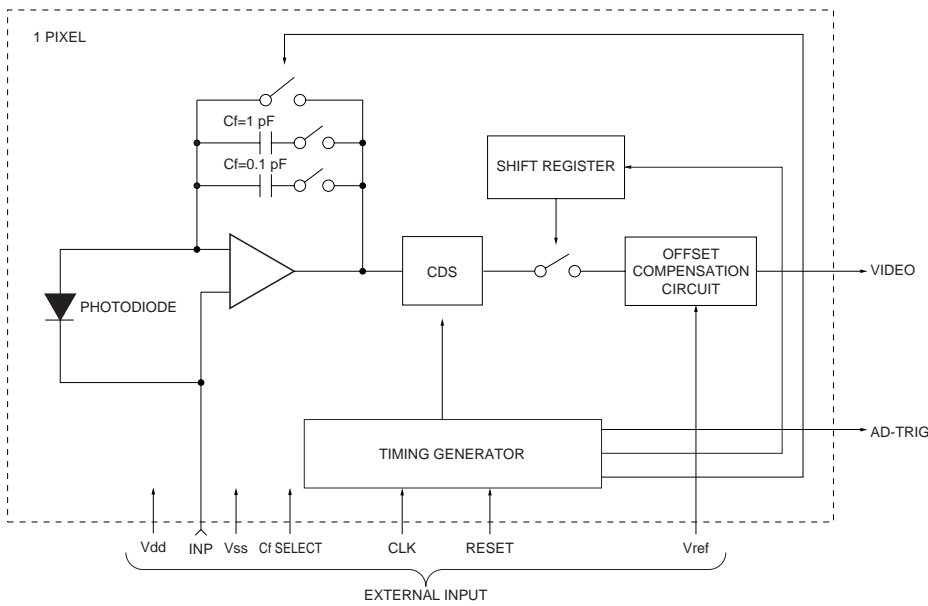 1 PIXEL
Cf=1 pF
Cf=0.1 pF
SHIFT REGISTER
PHOTODIODE
CDS
OFFSET
COMPENSATION
CIRCUIT
VIDEO
TIMING GENERATOR
AD-TRIG
Vdd
INP
Vss
Cf SELECT
CLK
RESET
Vref
EXTERNAL INPUT